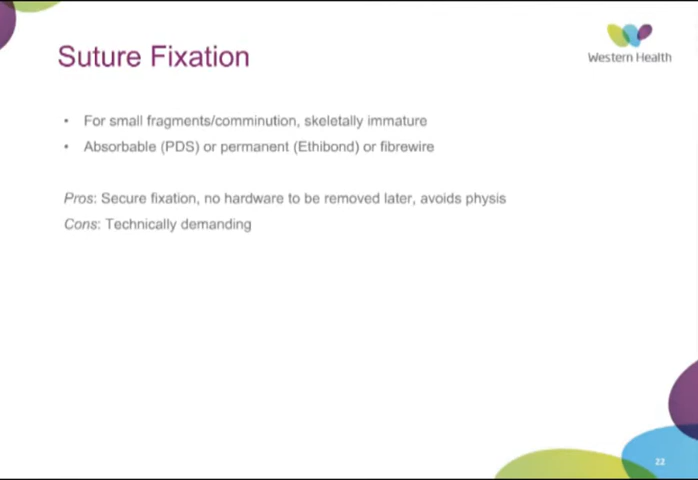 Western Health
Suture Fixation
• For small fragments/comminution, skeletally immature
• Absorbable (PDS) or permanent (Ethibond) or fibrewire
Pros: Secure fixation, no hardware to be removed later, avoids physis
Cons: Technically demanding
22